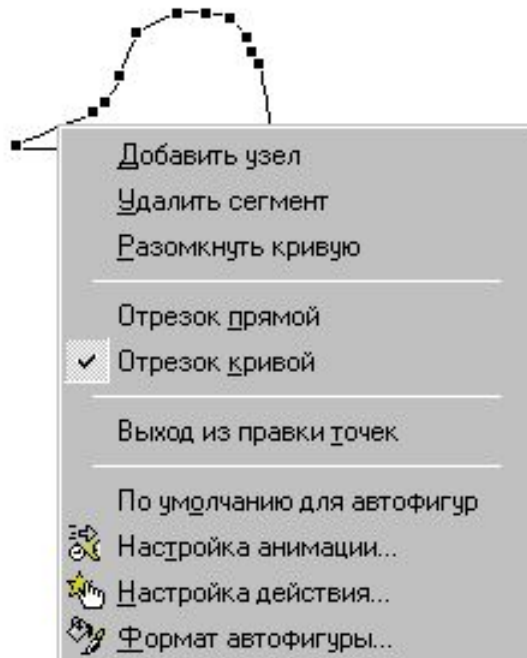 Добавить узел
Удалить сегмент
Разомкнуть кривую
Отрезок прямой
Отрезок кривой
Выход из правки точек
По умолчанию для автофигур
Настройка анимации...
Настройка действия...
Формат автофигуры...